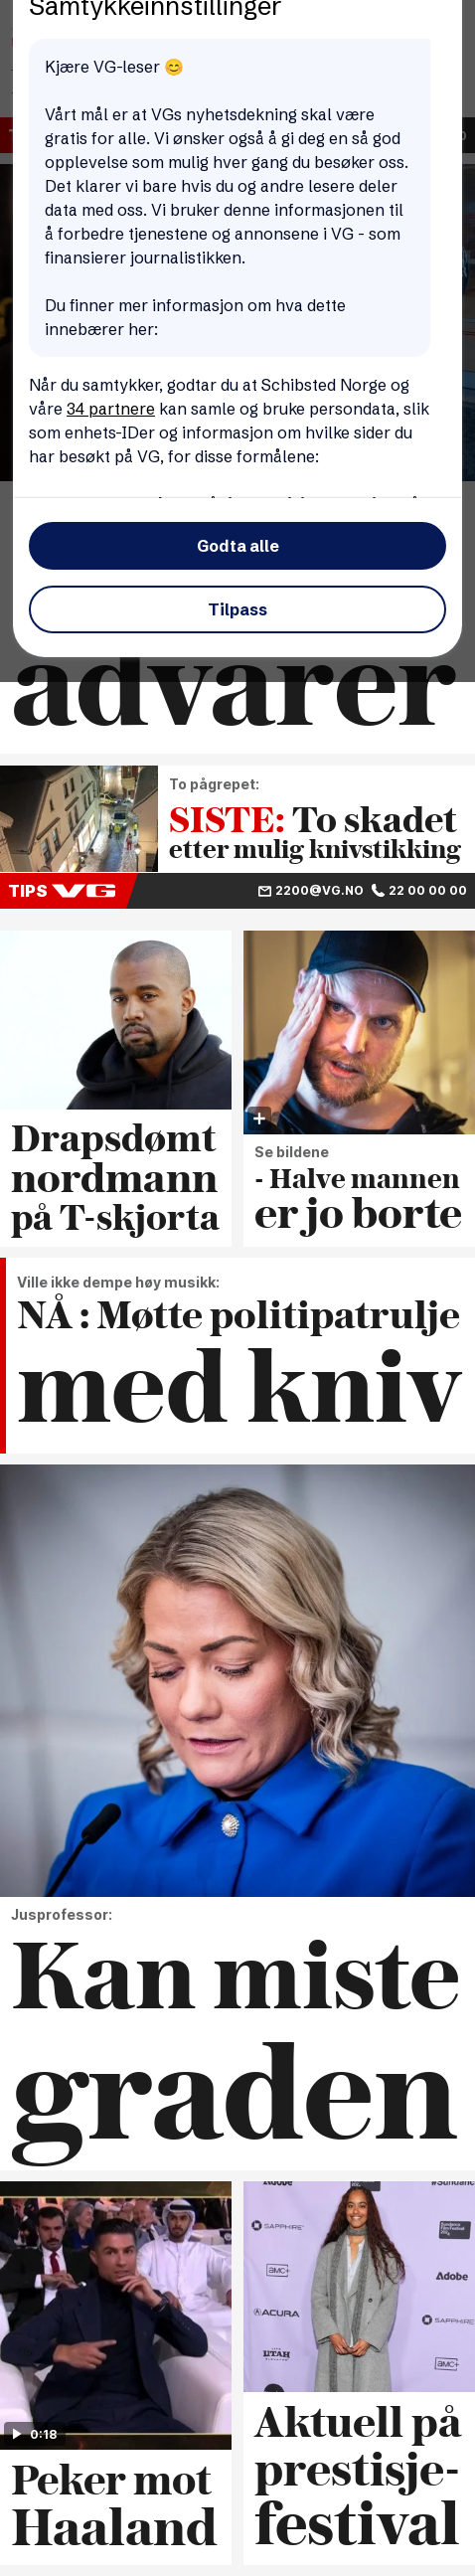 Samtykkeinnstillinger
Kjære VG-leser 😊
Vårt mål er at VGs nyhetsdekning skal være
gratis for alle. Vi ønsker også å gi deg en så god
opplevelse som mulig hver gang du besøker oss.
Det klarer vi bare hvis du og andre lesere deler
data med oss. Vi bruker denne informasjonen til
å forbedre tjenestene og annonsene i VG - som
finansierer journalistikken.
Du finner mer informasjon om hva dette
innebærer her:
Når du samtykker, godtar du at Schibsted Norge og
våre 34 partnere kan samle og bruke persondata, slik
som enhets-IDer og informasjon om hvilke sider du
har besøkt på VG, for disse formålene:
Godta alle
Tilpass
advarer
To pågrepet:
SISTE: To skadet
etter mulig knivstikking
TIPS VG
2200@VG.NO 22 00 00 00
Drapsdømt
nordmann
på T-skjorta
Se bildene
- Halve mannen
er jo borte
Ville ikke dempe høy musikk:
NÅ : Møtte politipatrulje
med kniv
Jusprofessor:
Kan miste
graden
0:18
Peker mot
Haaland
Adobe
SAPPHIRE
AMC+
Adobe
ACURA
SAPPHIRE
UTAH
AMC+
Aktuell på
prestisje-
festival